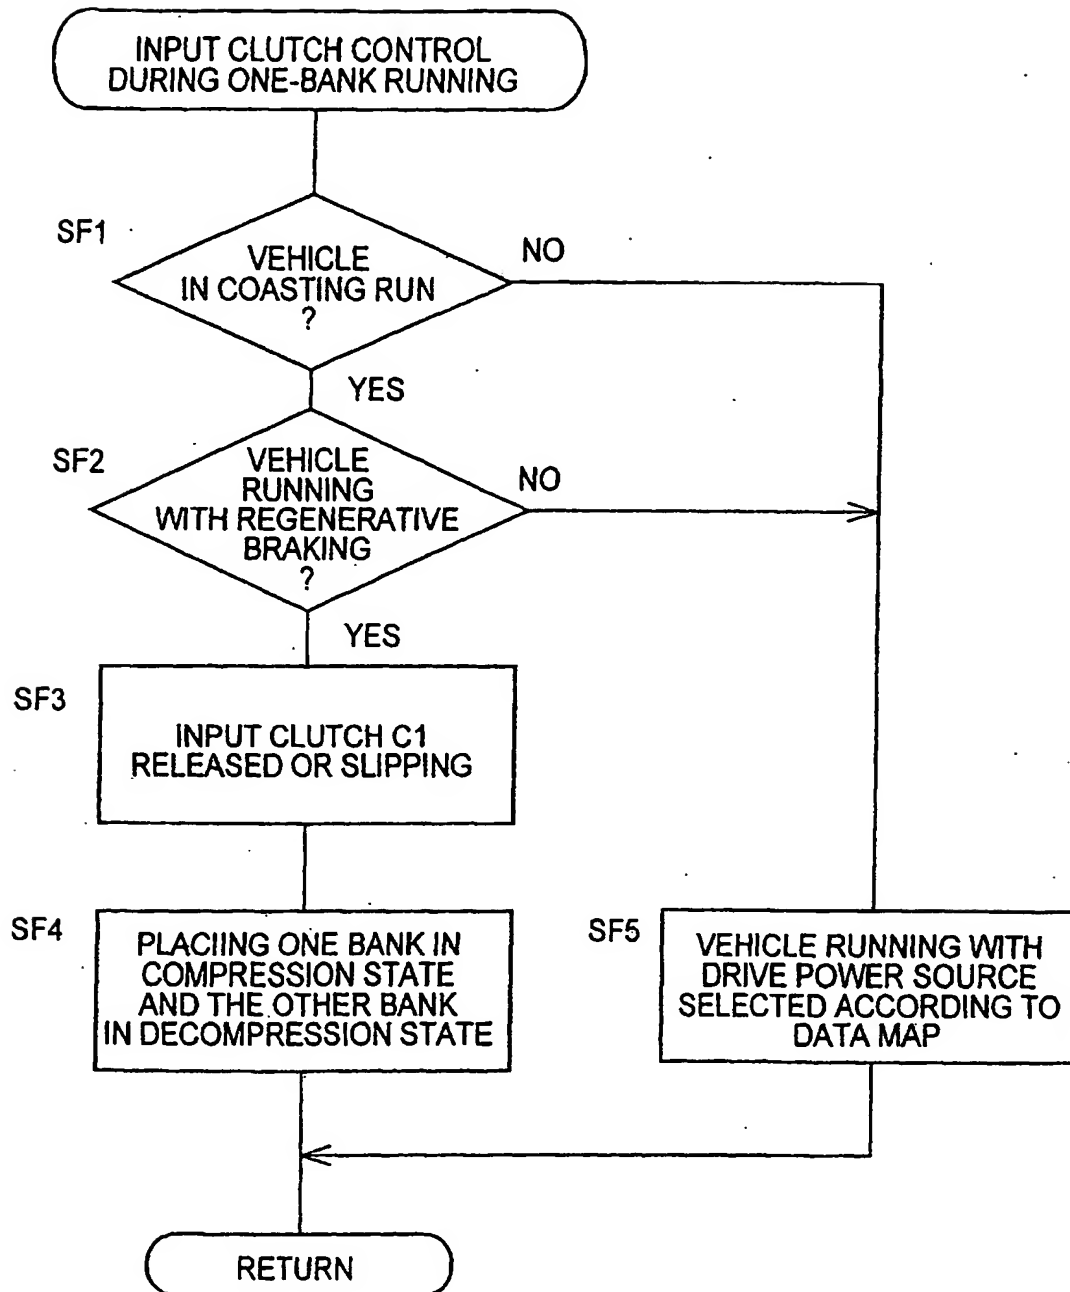 INPUT CLUTCH CONTROL
DURING ONE-BANK RUNNING
SF1
VEHICLE
IN COASTING RUN
?
NO
YES
SF2
VEHICLE
RUNNING
WITH REGENERATIVE
BRAKING
?
NO
YES
SF3
INPUT CLUTCH C1
RELEASED OR SLIPPING
SF4
PLACIING ONE BANK IN
COMPRESSION STATE
AND THE OTHER BANK
IN DECOMPRESSION STATE
SF5
VEHICLE RUNNING WITH
DRIVE POWER SOURCE
SELECTED ACCORDING TO
DATA MAP
RETURN